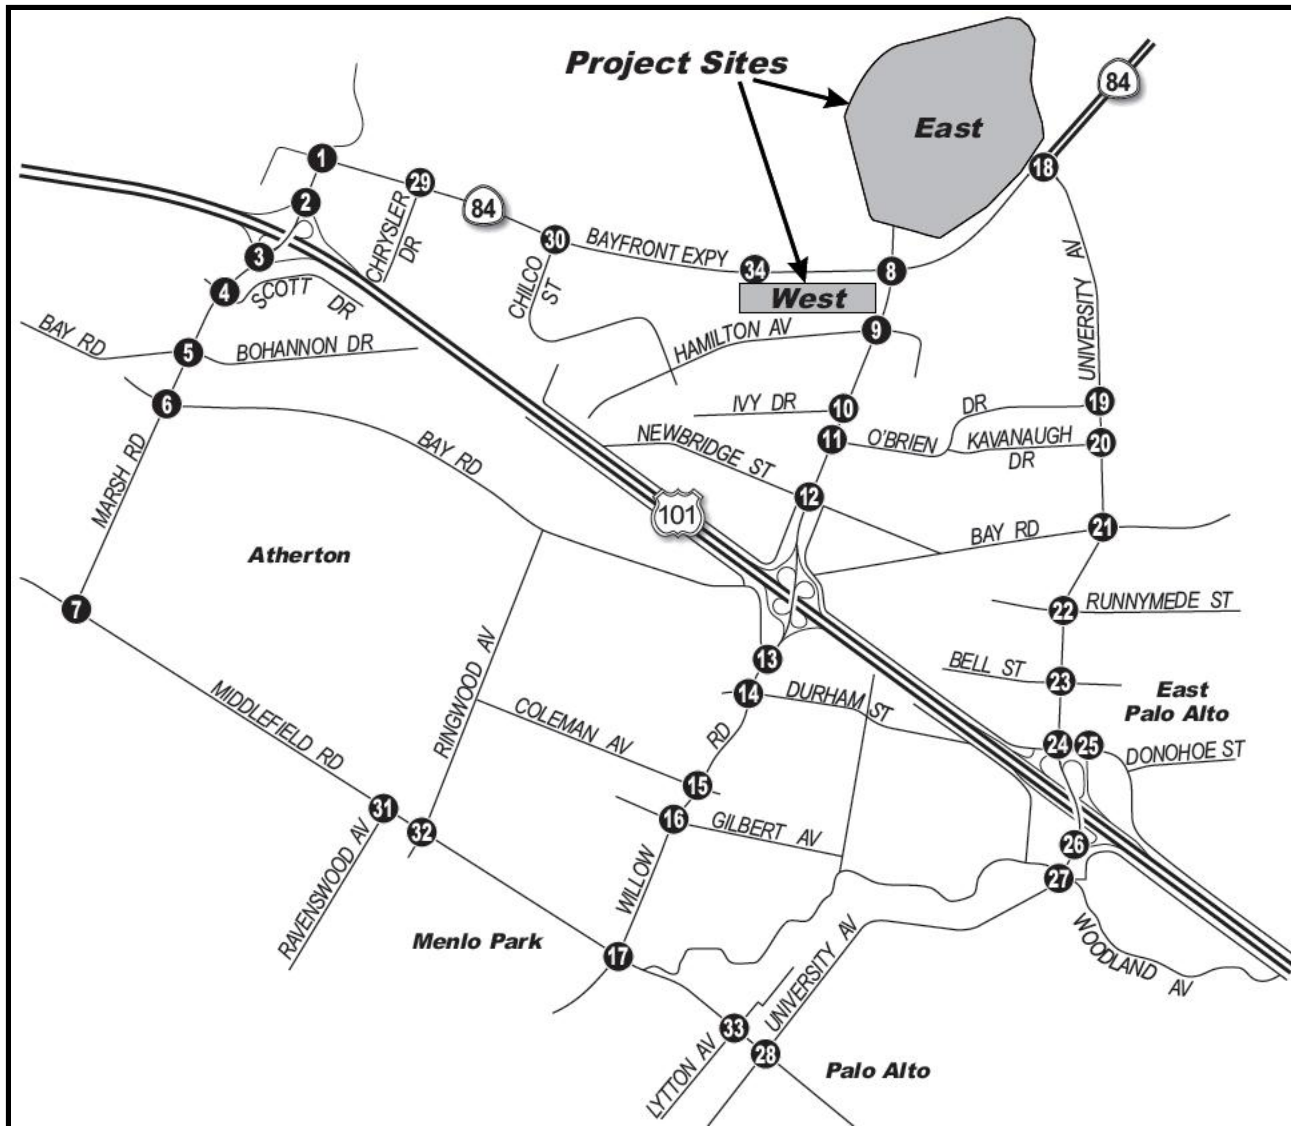 Project Sites
East
84
18
1
29
2
84
CHRYSLER
DR
30
BAYFRONT EXPY
34
8
3
4
SCOTT
DR
CHILCO
ST
West
UNIVERSITY AV
BAY RD
5
BOHANNON DR
HAMILTON AV
9
6
IVY DR
10
DR
19
MARSH RD
BAY RD
NEWBRIDGE ST
11
O'BRIEN
KAVANAUGH
DR
20
12
101
BAY RD
21
Atherton
7
22
RUNNYMEDE ST
RINGWOOD AV
13
BELL ST
23
14
DURHAM ST
East
Palo Alto
MIDDLEFIELD RD
COLEMAN AV
RD
24
25
DONOHOE ST
15
31
32
16
GILBERT AV
26
RAVENSWOOD AV
WILLOW
27
Menlo Park
17
UNIVERSITY AV
WOODLAND
AV
33
28
LYTTON AV
Palo Alto